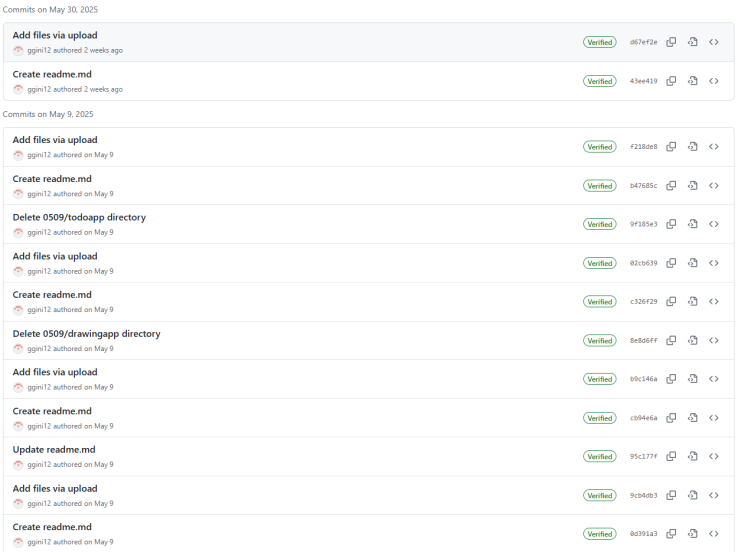 Commits on May 30, 2025
Add files via upload
ggini12 authored 2 weeks ago
Verified
d67ef2e
Create readme.md
ggini12 authored 2 weeks ago
Verified
43ee419
Commits on May 9, 2025
Add files via upload
ggini12 authored on May 9
Verified
f218de8
Create readme.md
ggini12 authored on May 9
Verified
b47685c
Delete 0509/todoapp directory
ggini12 authored on May 9
Verified
9f185e3
Add files via upload
ggini12 authored on May 9
Verified
02cb639
Create readme.md
ggini12 authored on May 9
Verified
c326f29
Delete 0509/drawingapp directory
ggini12 authored on May 9
Verified
8e8d6ff
Add files via upload
ggini12 authored on May 9
Verified
b9c146a
Create readme.md
ggini12 authored on May 9
Verified
cb94e6a
Update readme.md
ggini12 authored on May 9
Verified
95c177f
Add files via upload
ggini12 authored on May 9
Verified
9cb4db3
Create readme.md
ggini12 authored on May 9
Verified
0d391a3